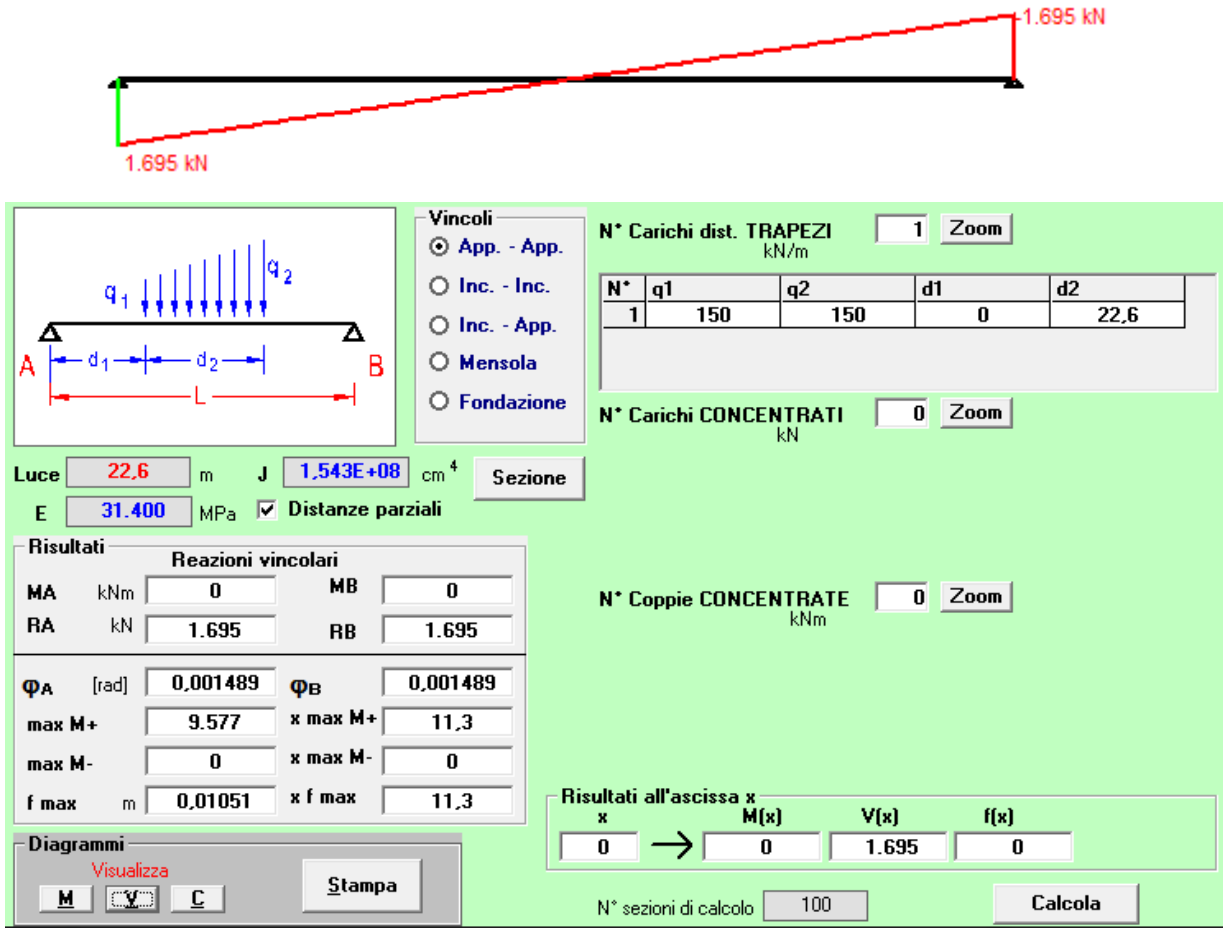 -1.695 kN
1.695 kN
q1
q2
A
d1
d2
B
L
Vincoli
App. - App.
Inc. - Inc.
Inc. - App.
Mensola
Fondazione
N* Carichi dist. TRAPEZI 1 Zoom
kN/m
N* q1 q2 d1 d2
1 150 150 0 22,6
N* Carichi CONCENTRATI 0 Zoom
kN
Luce 22,6 m J 1,543E+08 cm 4 Sezione
E 31.400 MPa Distanze parziali
Risultati
Reazioni vincolari
MA kNm 0 MB 0
RA kN 1.695 RB 1.695
N* Coppie CONCENTRATE 0 Zoom
kNm
φA [rad] 0,001489 φB 0,001489
max M+ 9.577 x max M+ 11,3
max M- 0 x max M- 0
f max m 0,01051 x f max 11,3
Risultati all'ascissa x
x M(x) V(x) f(x)
0 0 1.695 0
Diagrammi
Visualizza
M V C Stampa
N* sezioni di calcolo 100 Calcola